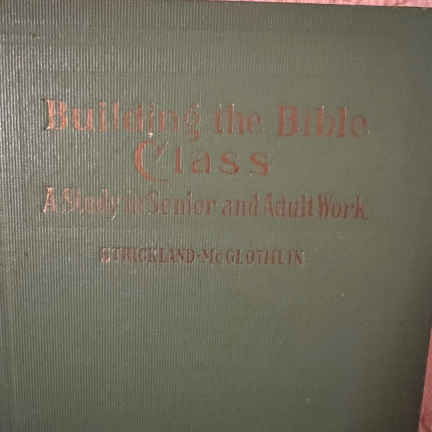 Building the Bible
Class
A Study in Senior and Adult Work
STRICKLAND-McGLOTHLIN